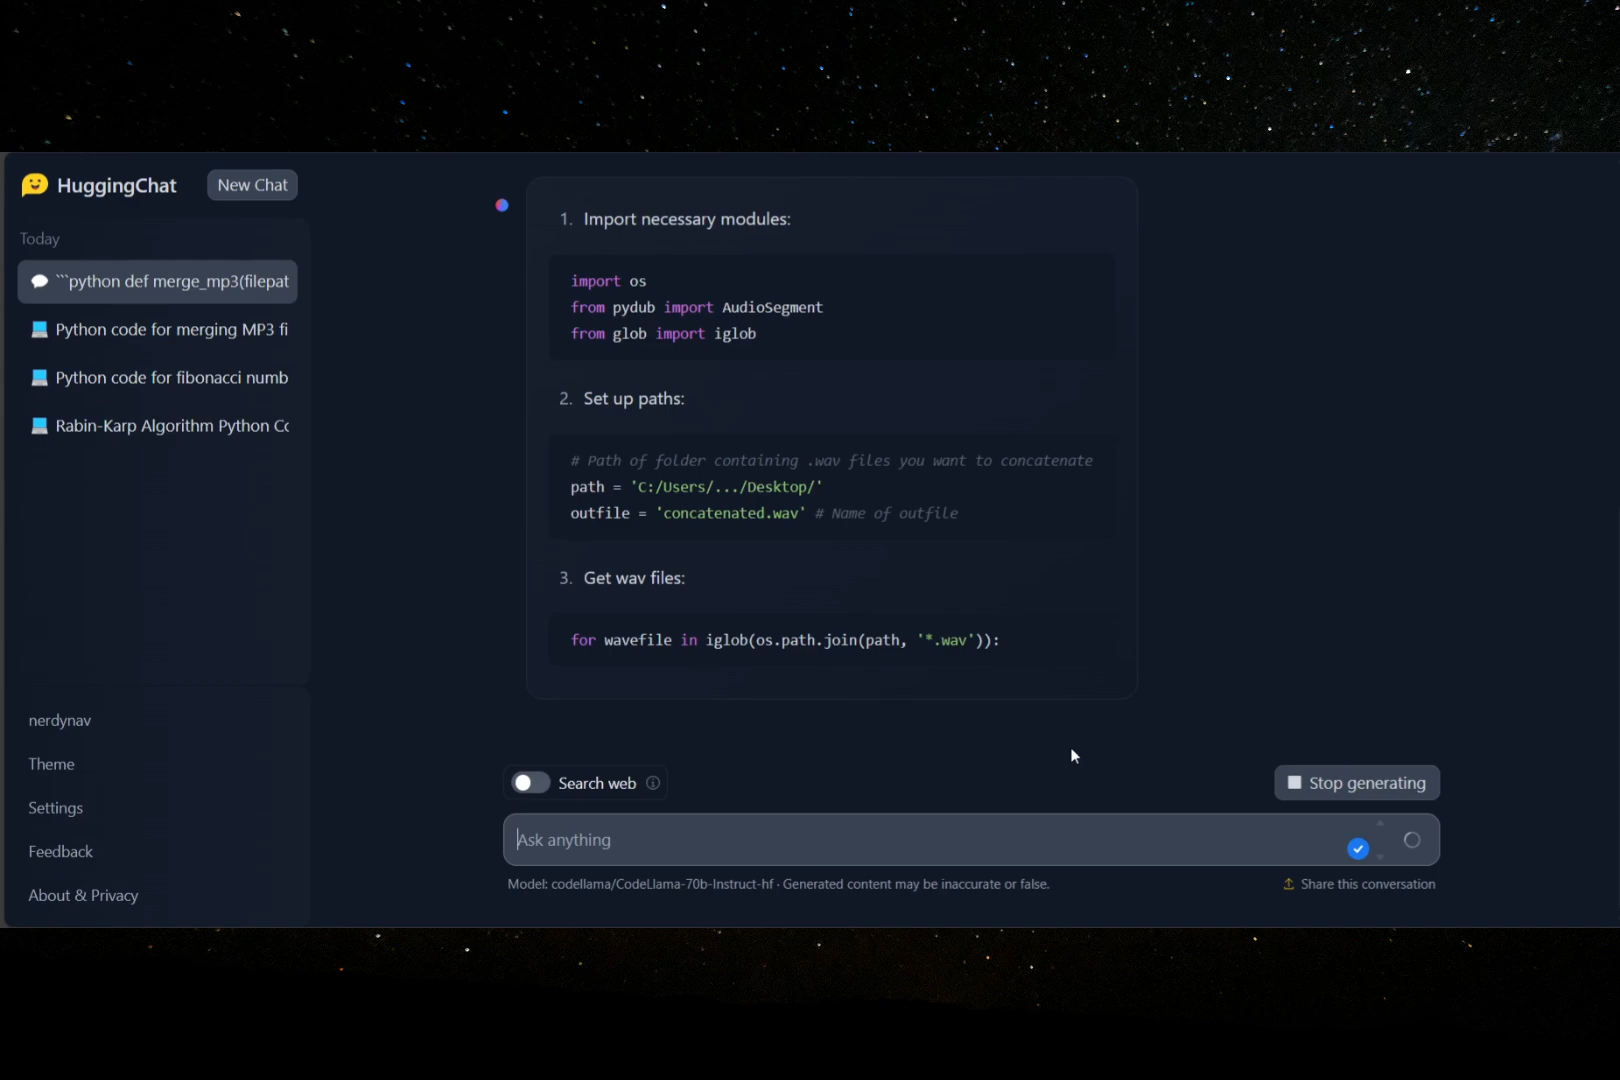 HuggingChat
New Chat
Today
```python def merge_mp3(filepat
Python code for merging MP3 fi
Python code for fibonacci numb
Rabin-Karp Algorithm Python Co
nerdynav
Theme
Settings
Feedback
About & Privacy
1. Import necessary modules:
import os
from pydub import AudioSegment
from glob import iglob
2. Set up paths:
# Path of folder containing .wav files you want to concatenate
path = 'C:/Users/.../Desktop/'
outfile = 'concatenated.wav' # Name of outfile
3. Get wav files:
for wavefile in iglob(os.path.join(path, '*.wav')):
Search web
Stop generating
Ask anything
Model: codellama/CodeLlama-70b-Instruct-hf · Generated content may be inaccurate or false.
Share this conversation